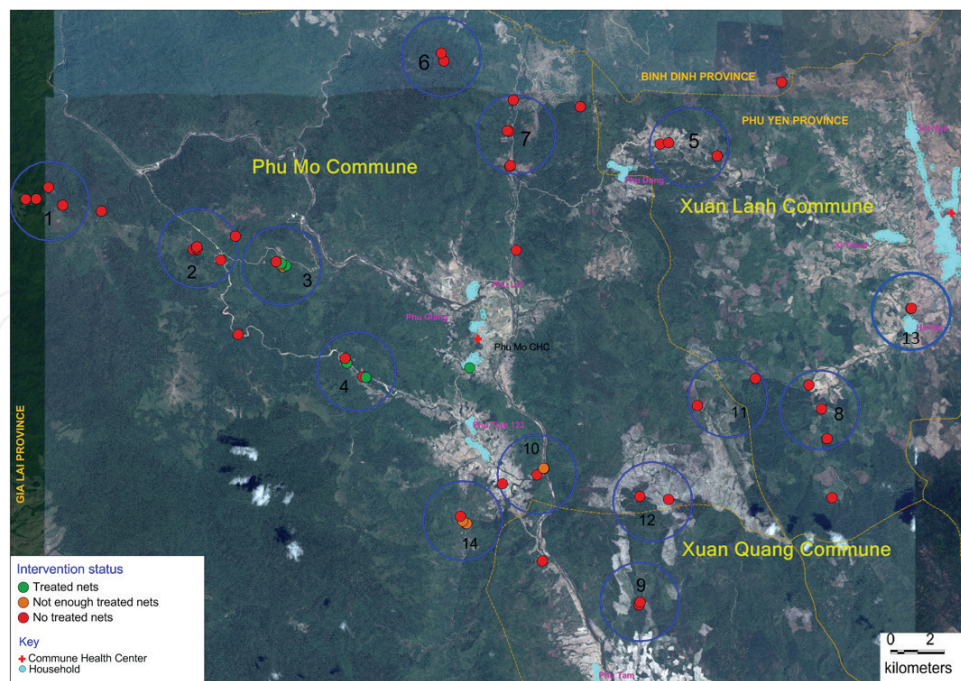 6
BINH DINH PROVINCE
PHU YEN PROVINCE
7
5
Phu Mo Commune
1
Xuan Lanh Commune
2
3
Phu Giang
Phu Mo CHC
13
4
11
8
10
GIA LAI PROVINCE
14
12
Xuan Quang Commune
9
Intervention status
Treated nets
Not enough treated nets
No treated nets
Key
Commune Health Center
Household
0 2
kilometers